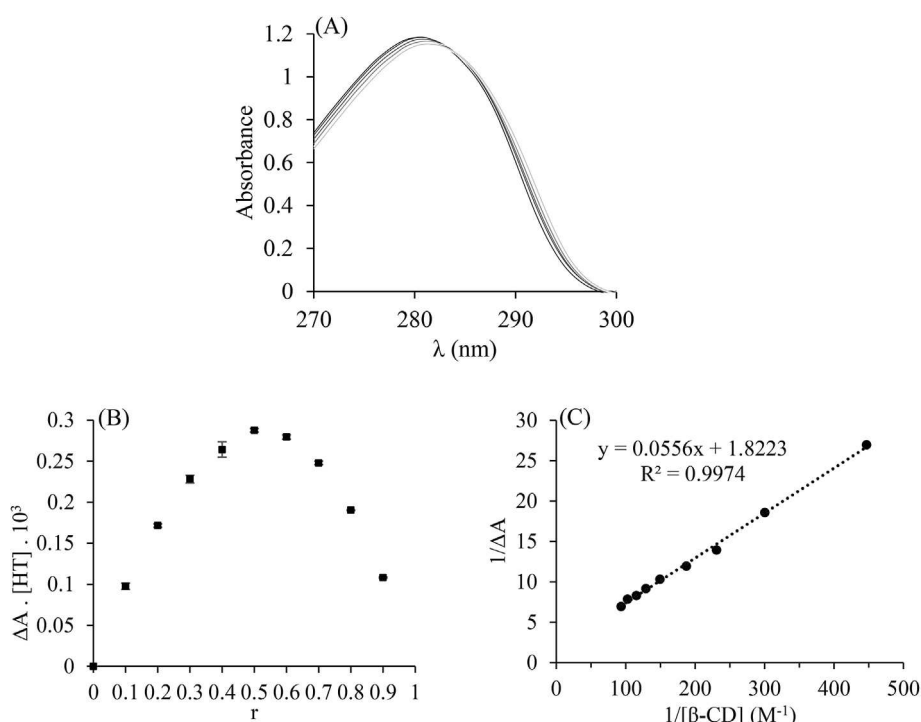 (A)
Absorbance
1.2
1
0.8
0.6
0.4
0.2
0
270 280 290 300
λ (nm)
(B)
ΔA . [HT] . 10³
0.3
0.25
0.2
0.15
0.1
0.05
0
0 0.1 0.2 0.3 0.4 0.5 0.6 0.7 0.8 0.9 1
r
(C)
y = 0.0556x + 1.8223
R² = 0.9974
1/ΔA
30
25
20
15
10
5
0
0 100 200 300 400 500
1/[β-CD] (M⁻¹)